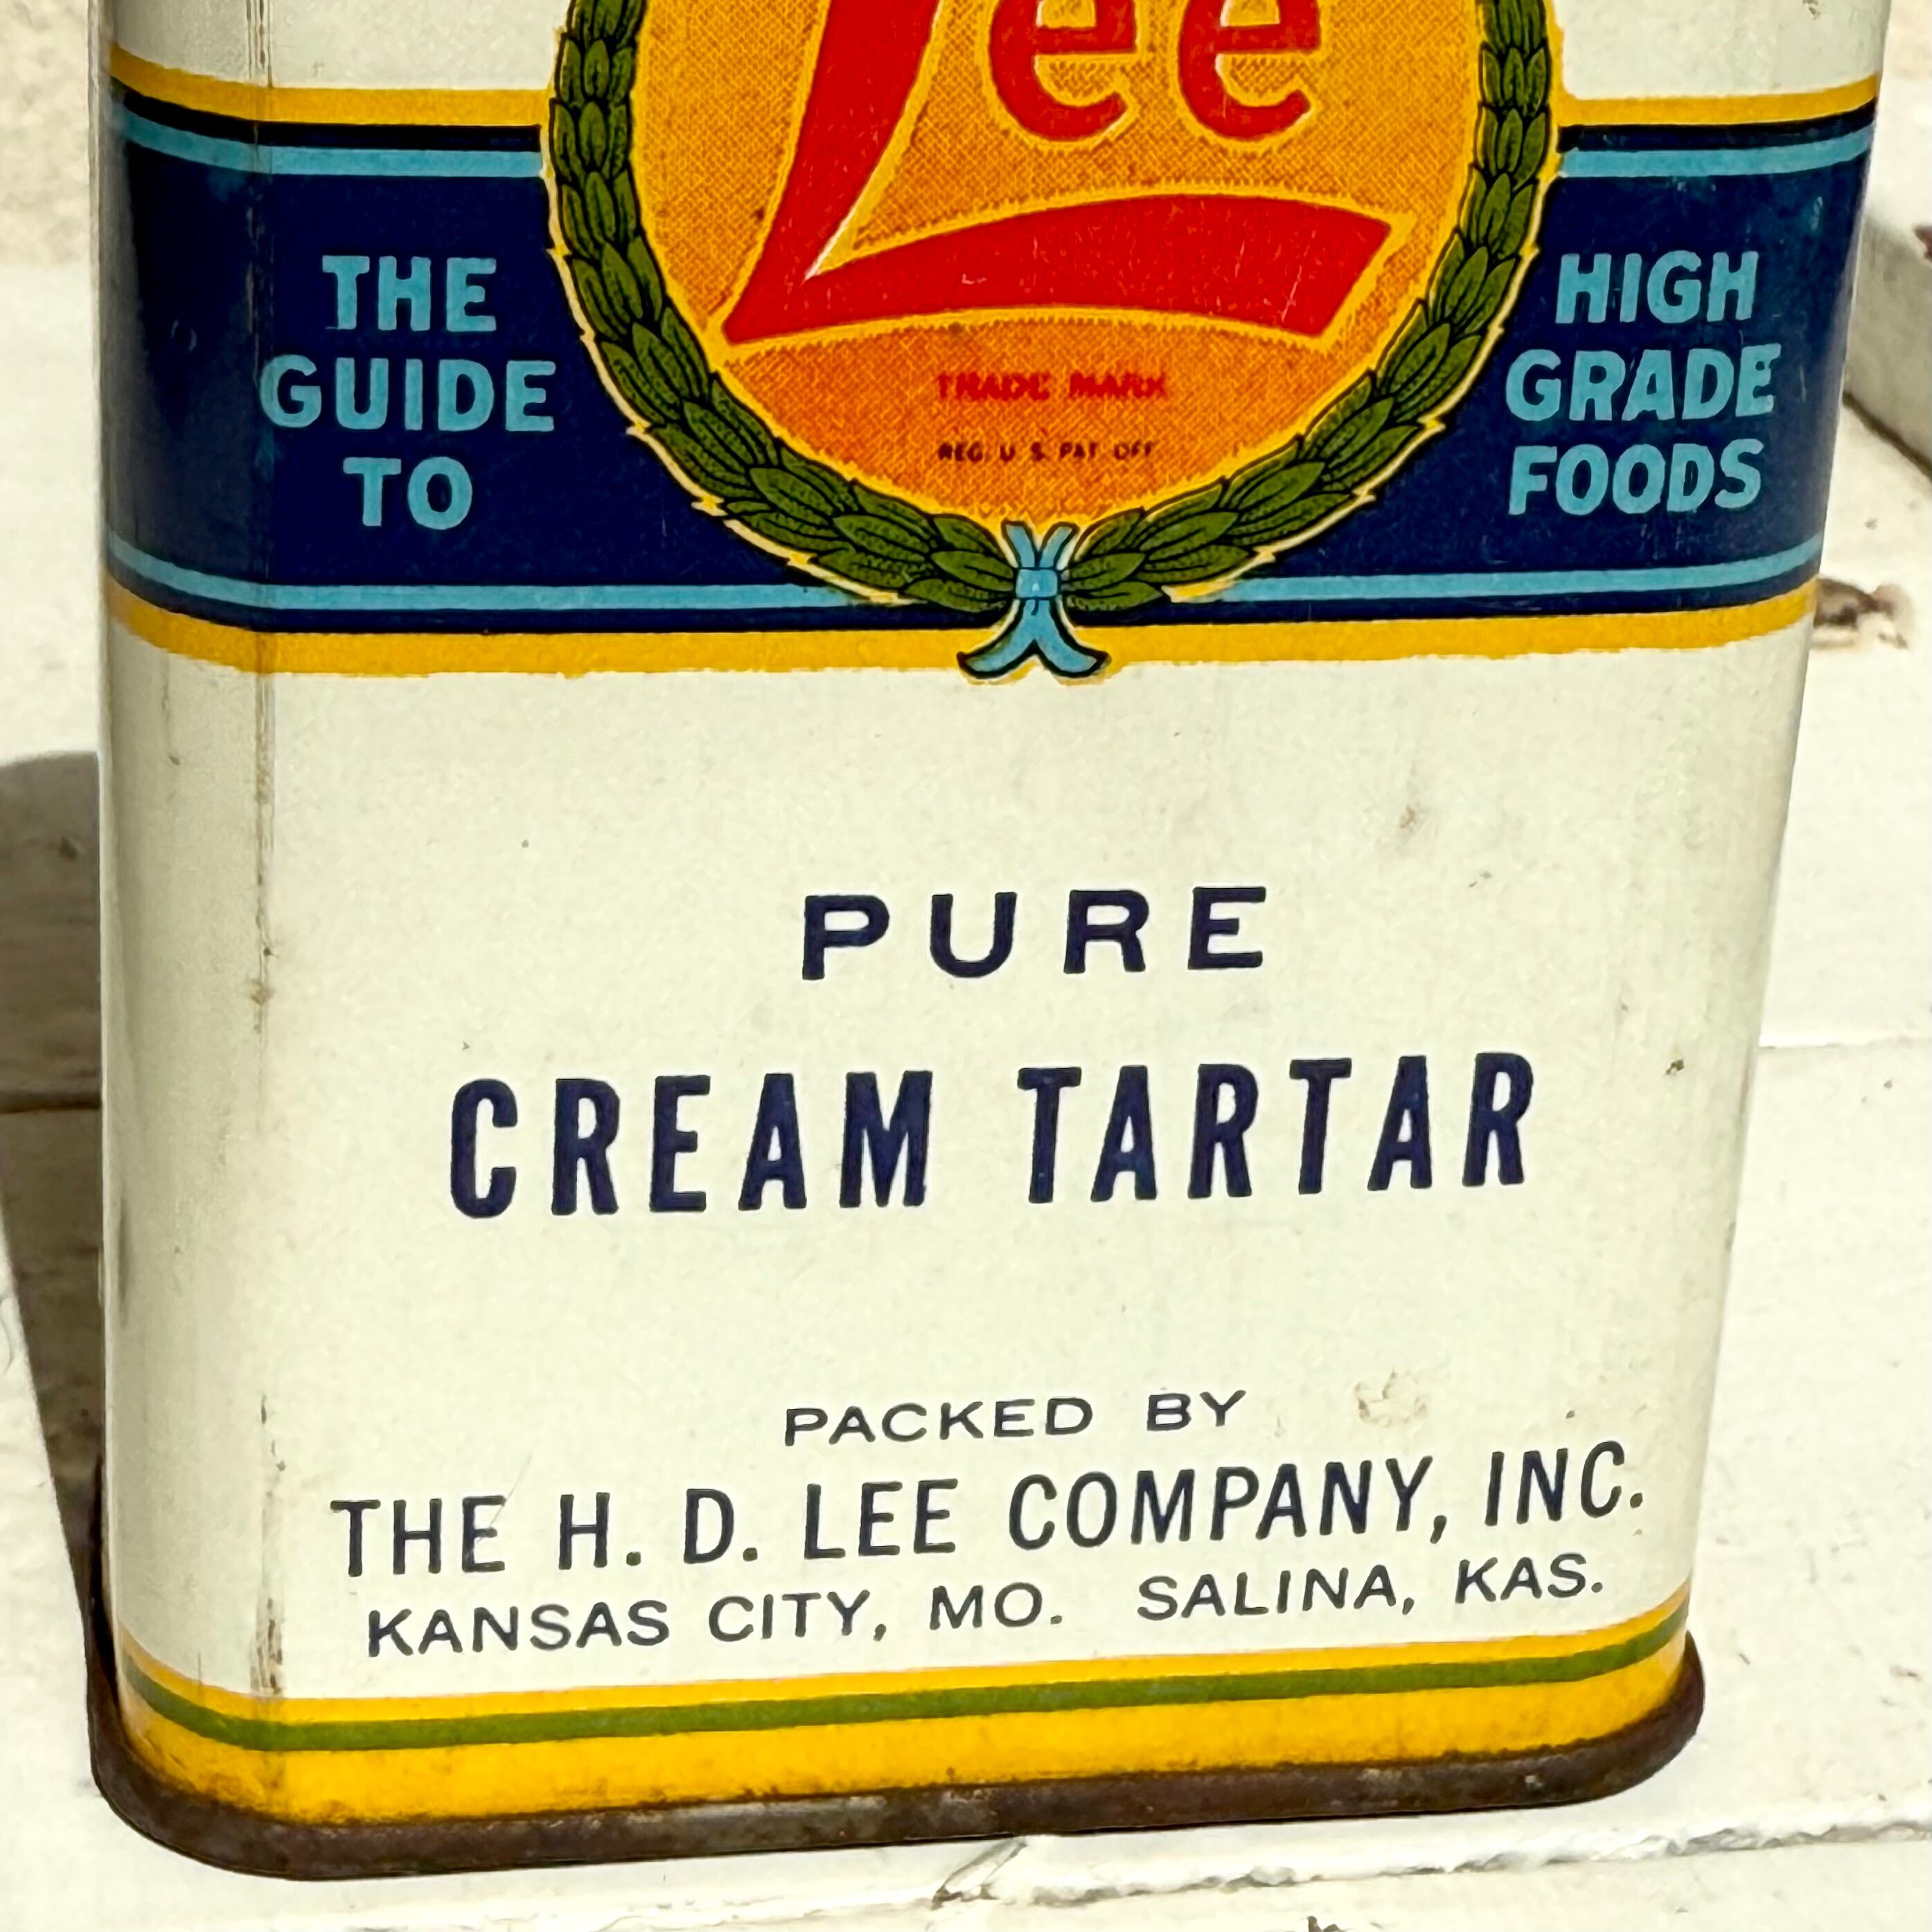 Lee
TRADE MARK
REG. U. S. PAT. OFF.
THE
GUIDE
TO
HIGH
GRADE
FOODS
PURE
CREAM TARTAR
PACKED BY
THE H. D. LEE COMPANY, INC.
KANSAS CITY, MO. SALINA, KAS.